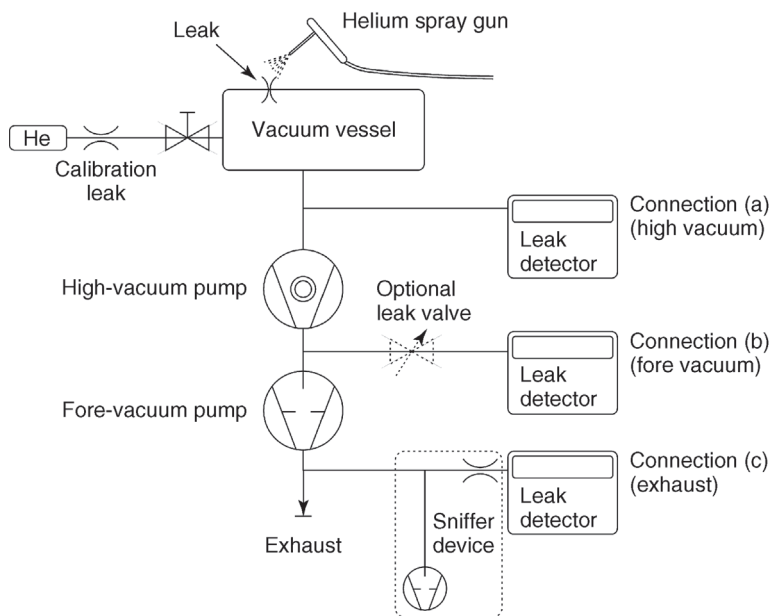 Helium spray gun
Leak
Vacuum vessel
He
Calibration
leak
Connection (a)
(high vacuum)
Leak
detector
High-vacuum pump
Optional
leak valve
Connection (b)
(fore vacuum)
Leak
detector
Fore-vacuum pump
Connection (c)
(exhaust)
Leak
detector
Sniffer
device
Exhaust